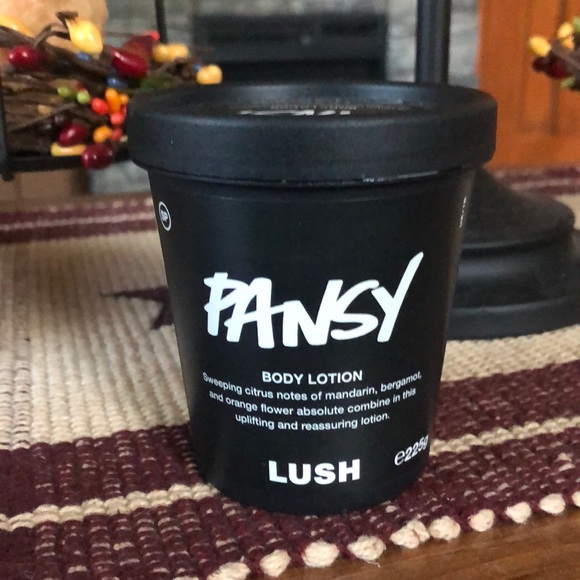 PANSY
BODY LOTION
Sweeping citrus notes of mandarin, bergamot,
and orange flower absolute combine in this
uplifting and reassuring lotion.
℮225g
LUSH